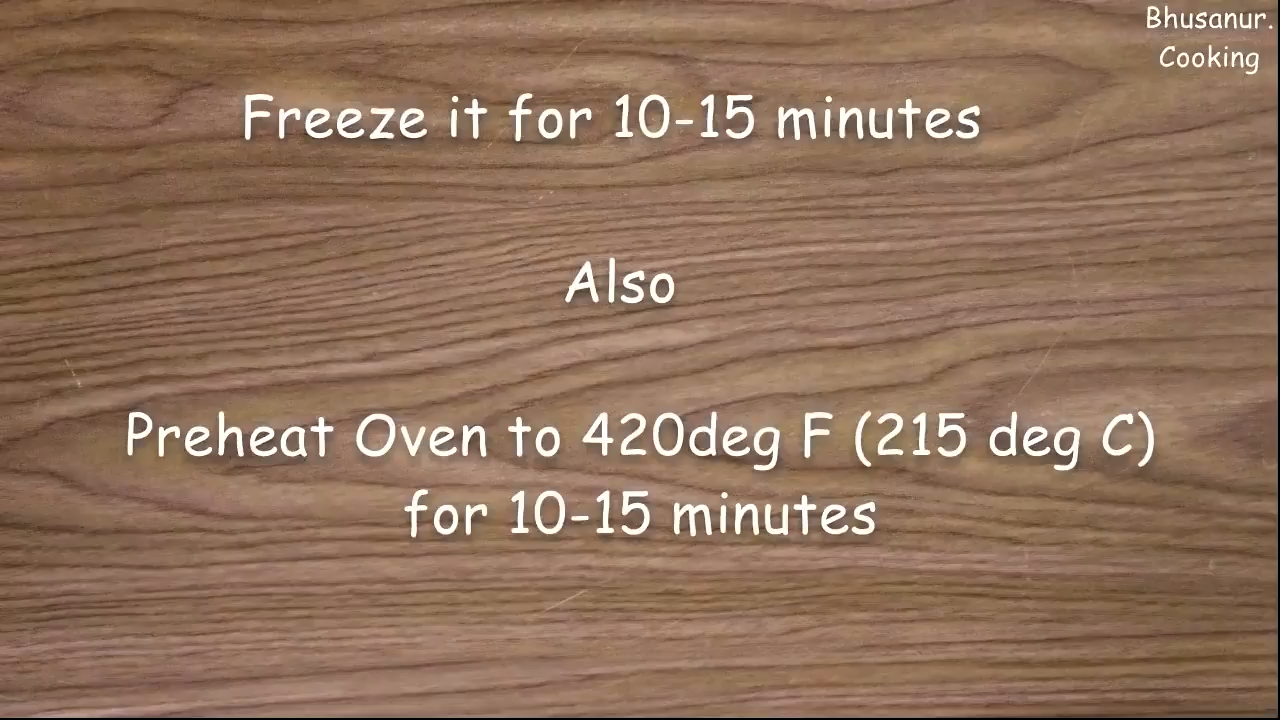 Bhusanur.
Cooking
Freeze it for 10-15 minutes
Also
Preheat Oven to 420deg F (215 deg C)
for 10-15 minutes